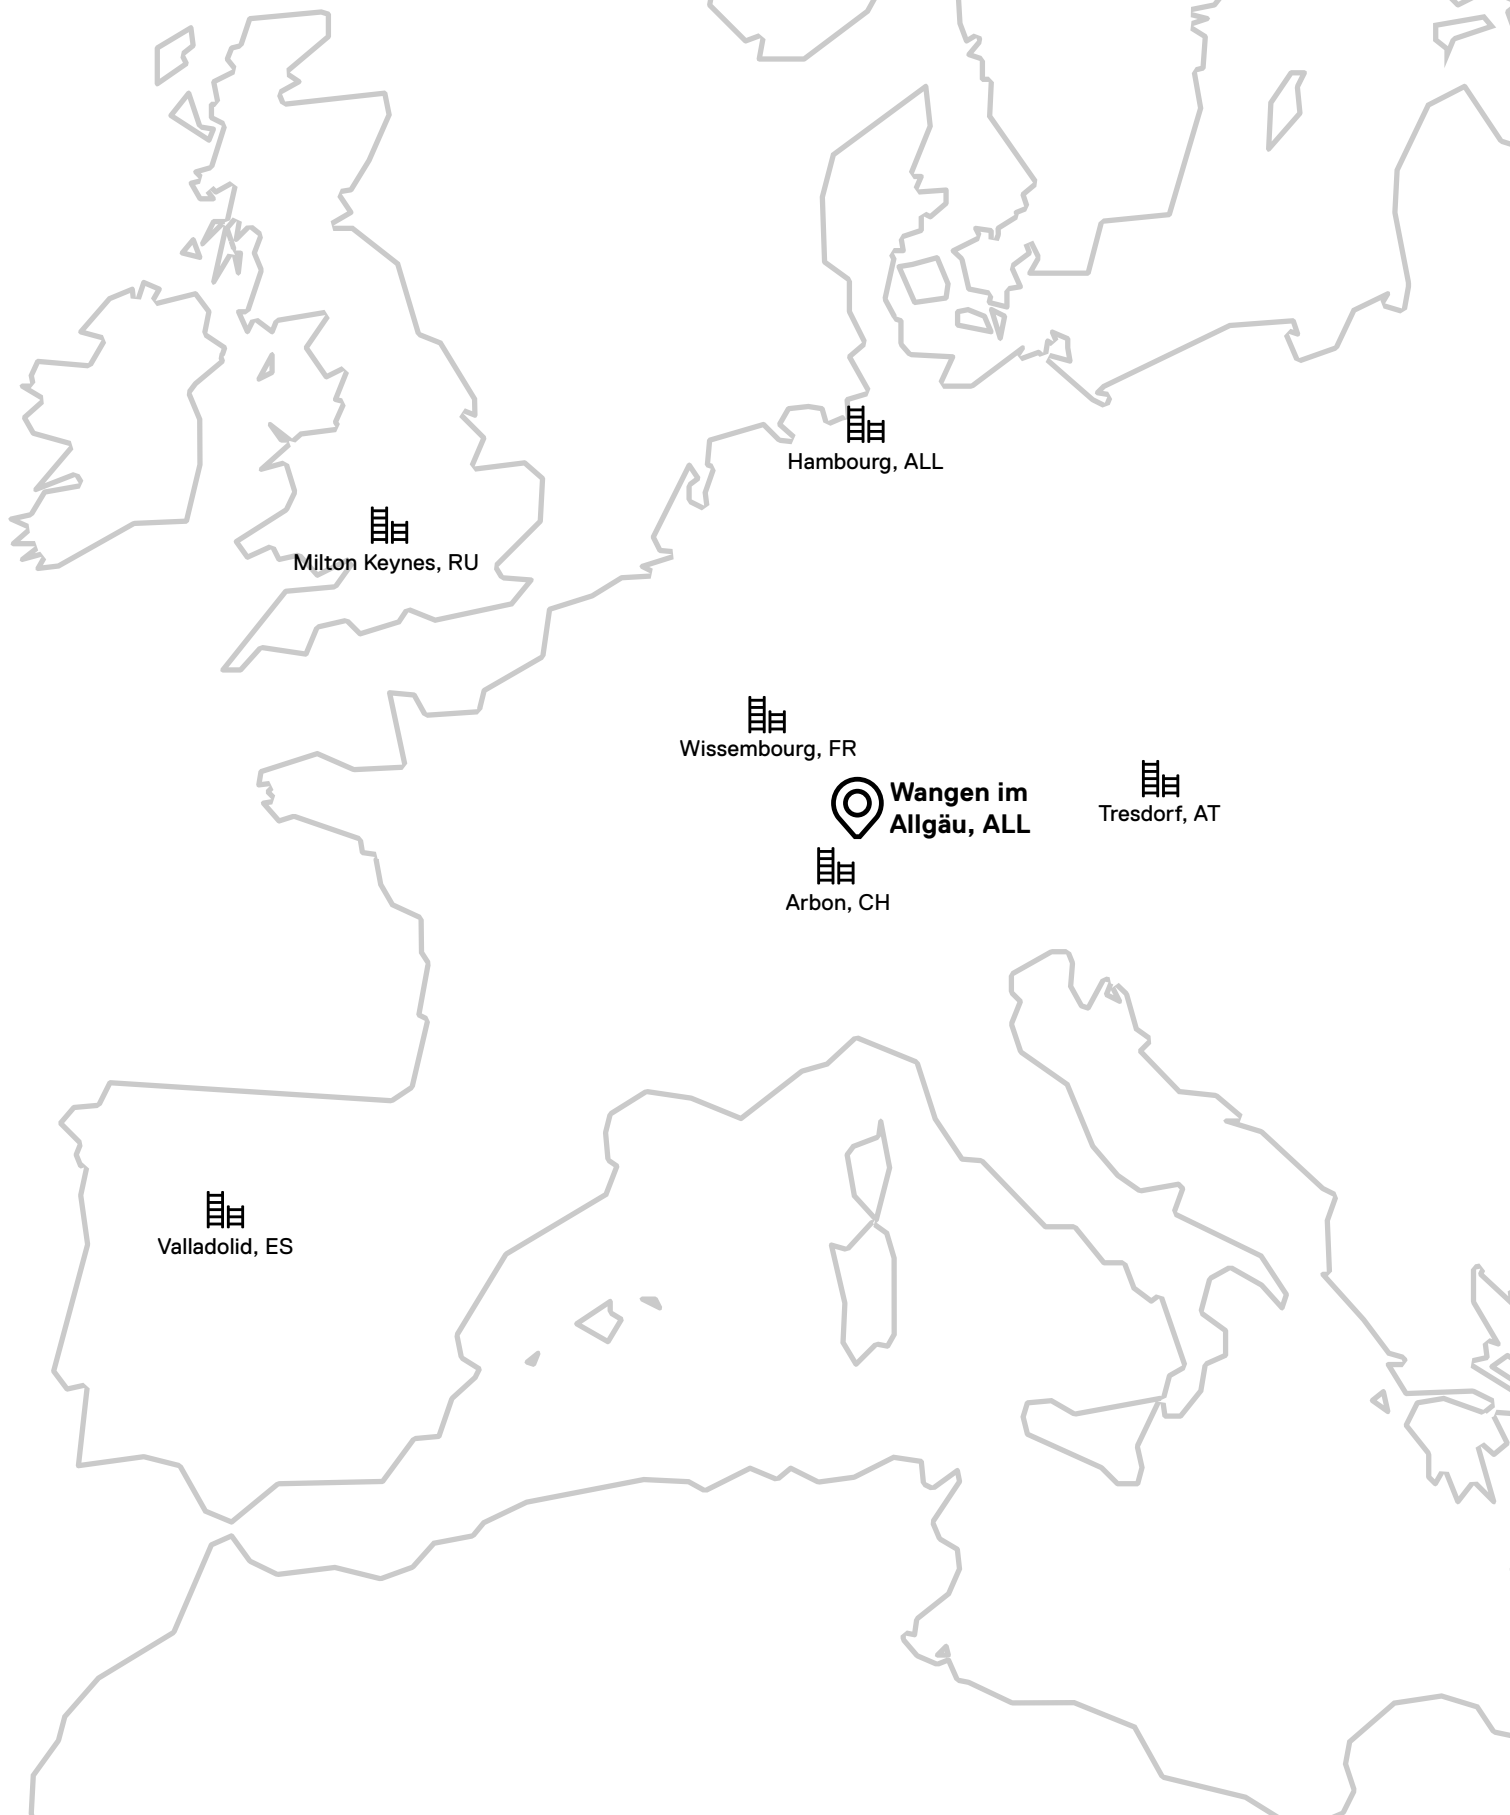 Hambourg, ALL
Milton Keynes, RU
Wissembourg, FR
Wangen im
Allgäu, ALL
Tresdorf, AT
Arbon, CH
Valladolid, ES